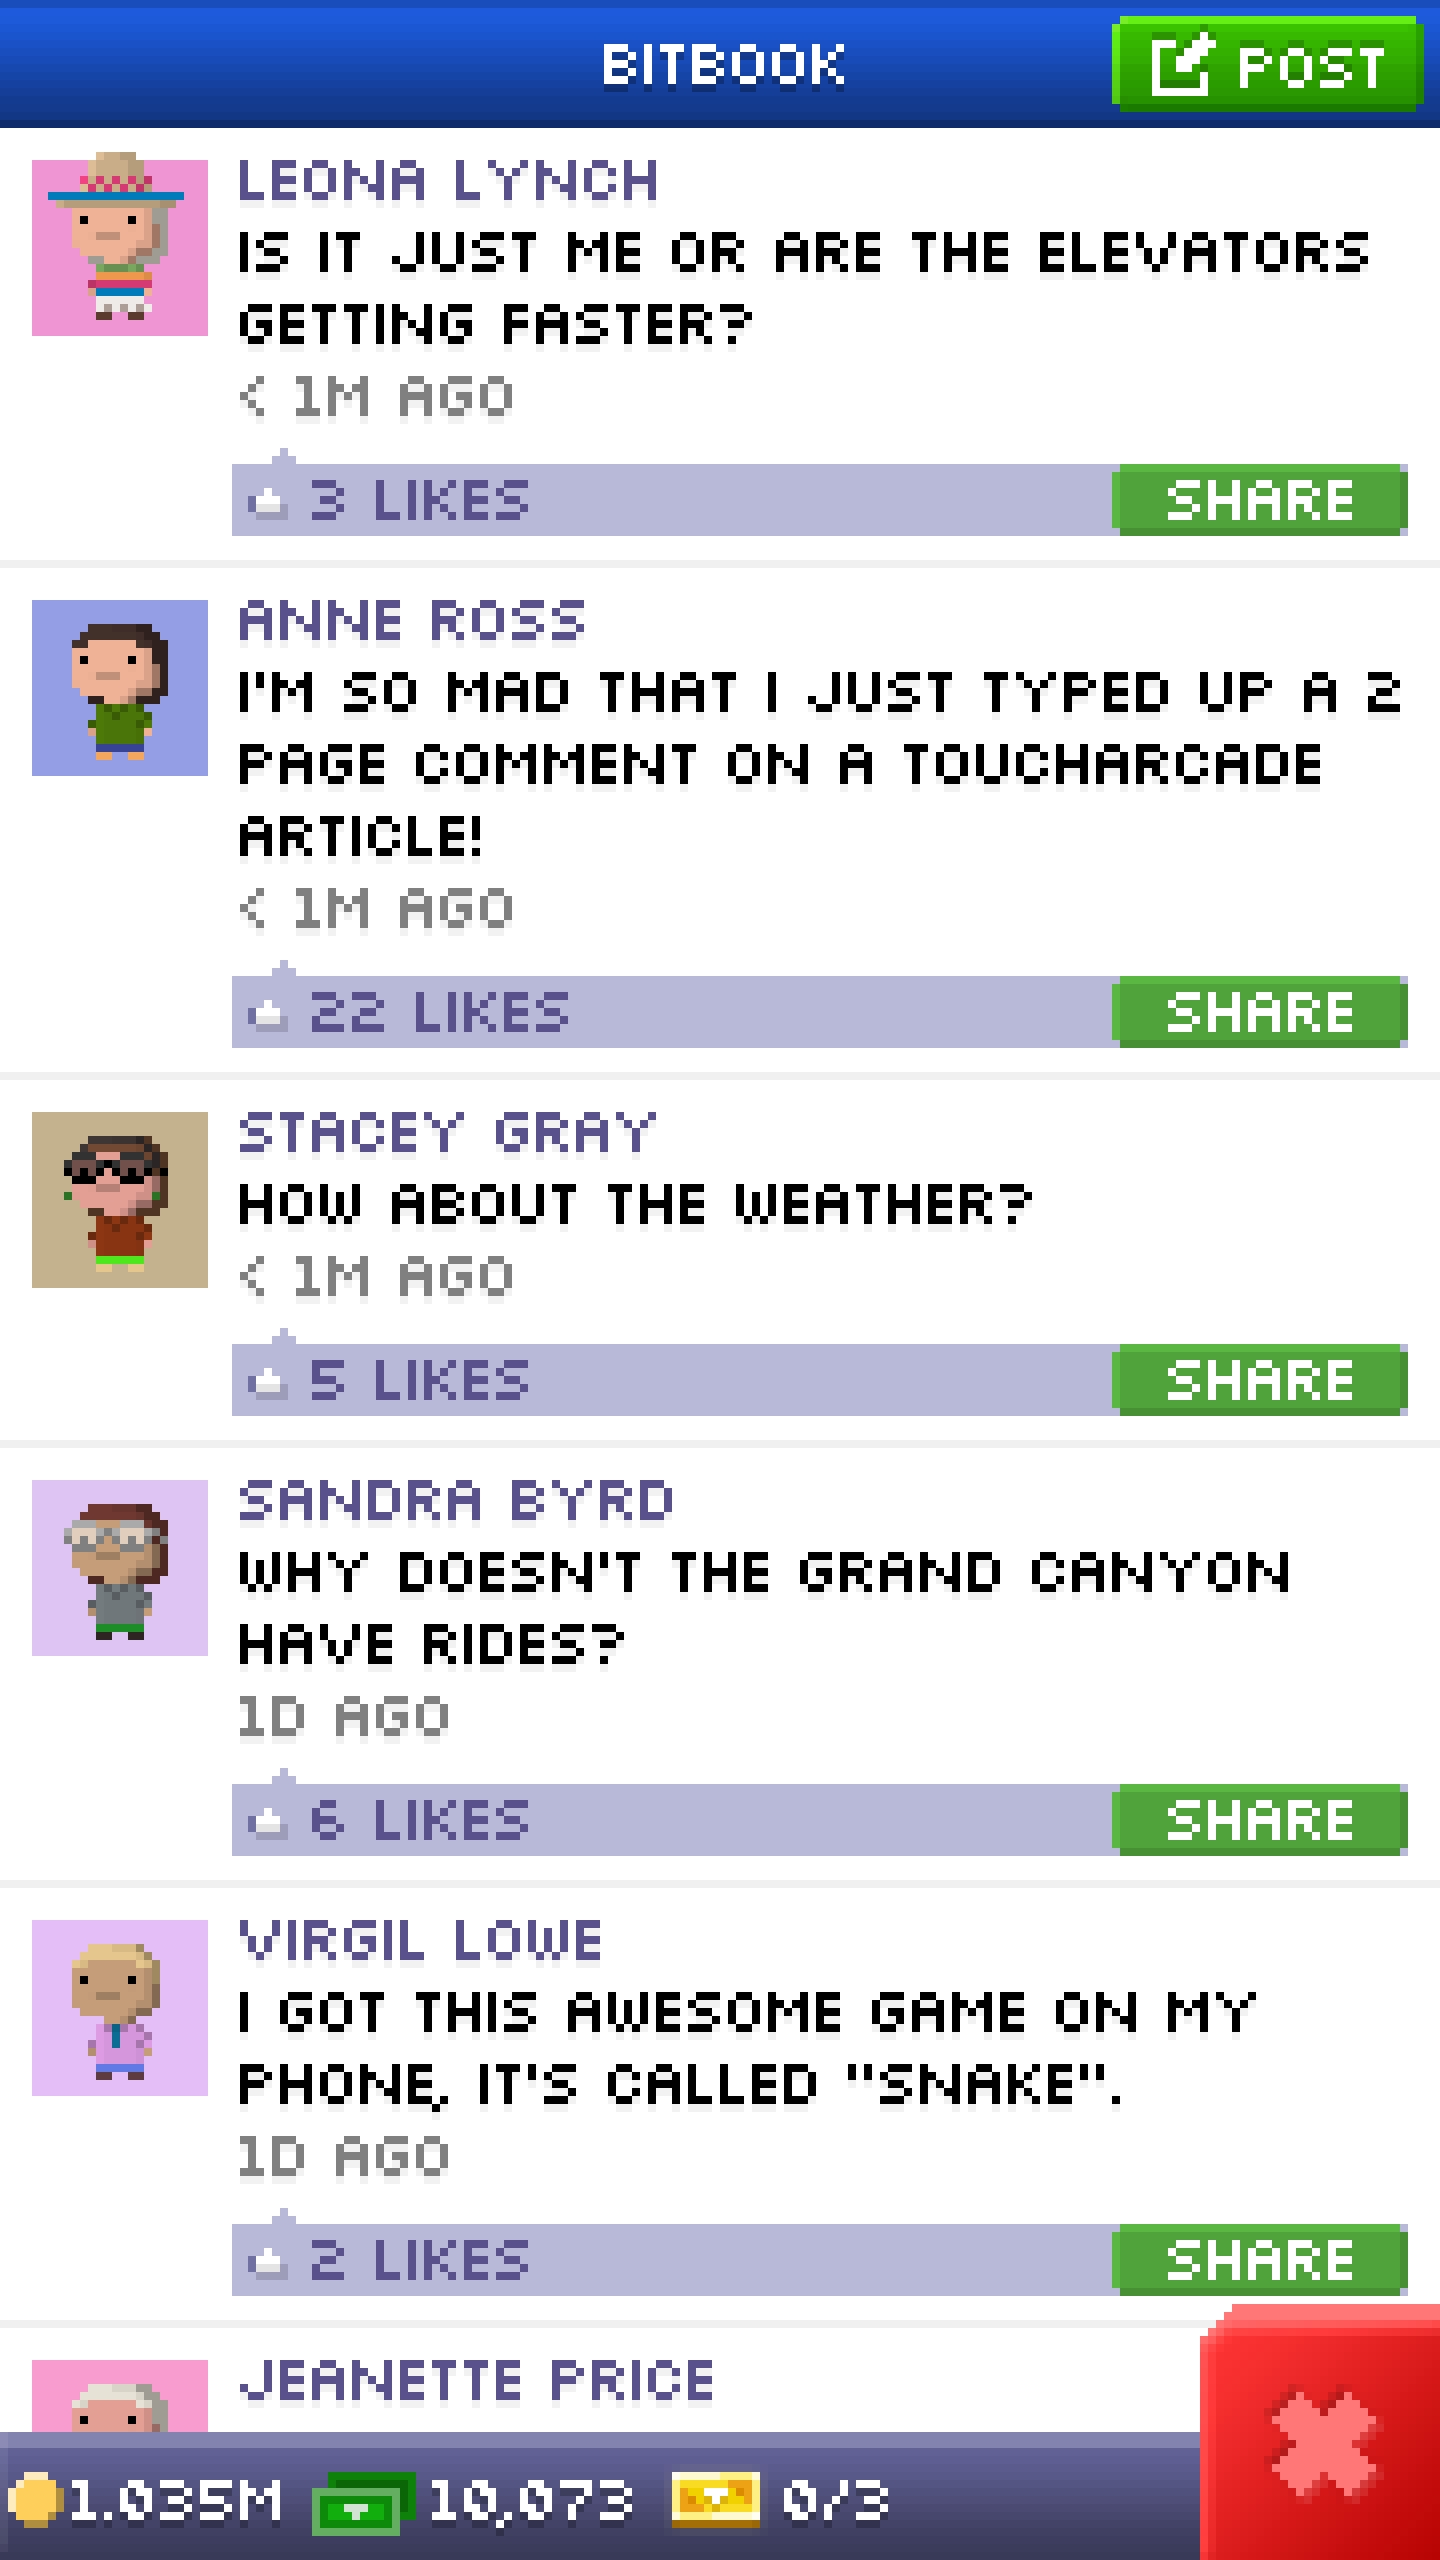 BITBOOK
POST
LEONA LYNCH
IS IT JUST ME OR ARE THE ELEVATORS
GETTING FASTER?
< 1M AGO
3 LIKES
SHARE
ANNE ROSS
I'M SO MAD THAT I JUST TYPED UP A 2
PAGE COMMENT ON A TOUCHARCADE
ARTICLE!
< 1M AGO
22 LIKES
SHARE
STACEY GRAY
HOW ABOUT THE WEATHER?
< 1M AGO
5 LIKES
SHARE
SANDRA BYRD
WHY DOESN'T THE GRAND CANYON
HAVE RIDES?
1D AGO
6 LIKES
SHARE
VIRGIL LOWE
I GOT THIS AWESOME GAME ON MY
PHONE, IT'S CALLED "SNAKE".
1D AGO
2 LIKES
SHARE
JEANETTE PRICE
1.035M
10,073
0/3